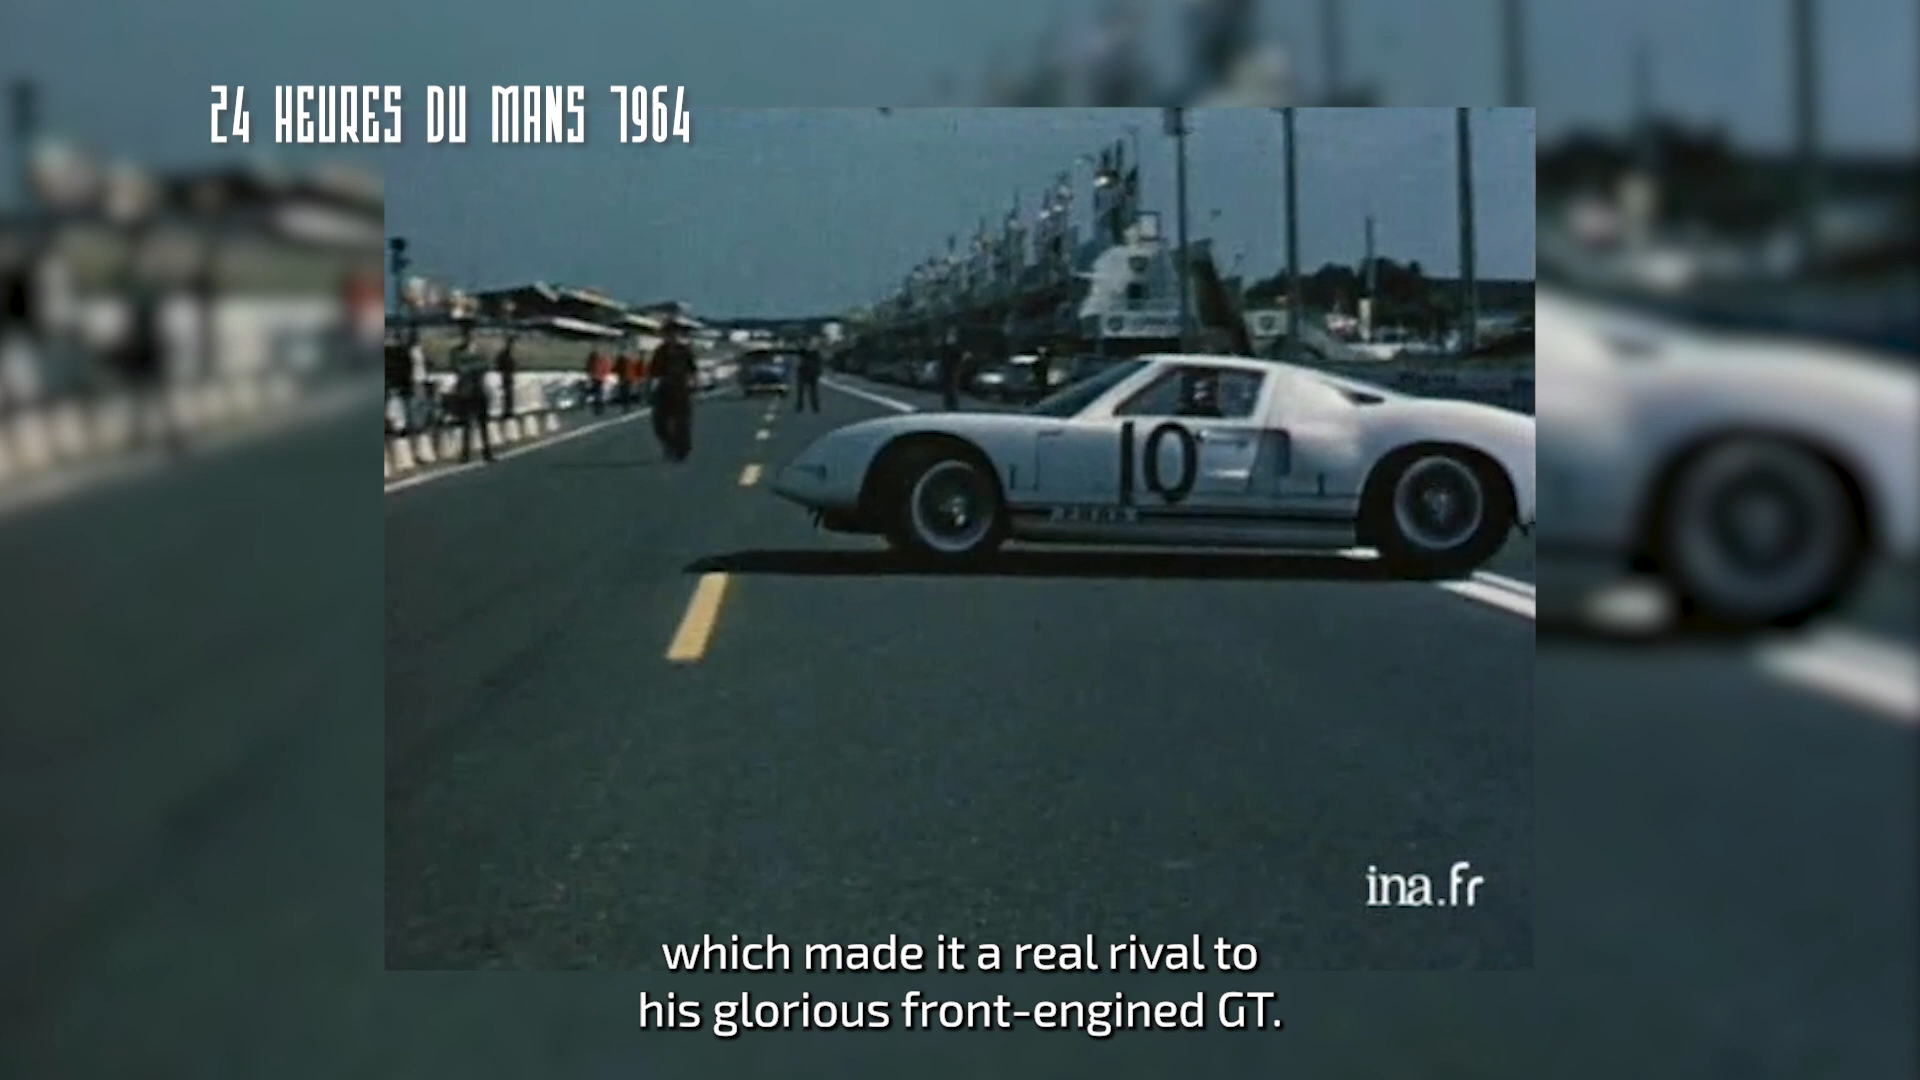 24 HEURES DU MANS 1964
10
FORD
ina.fr
which made it a real rival to
his glorious front-engined GT.